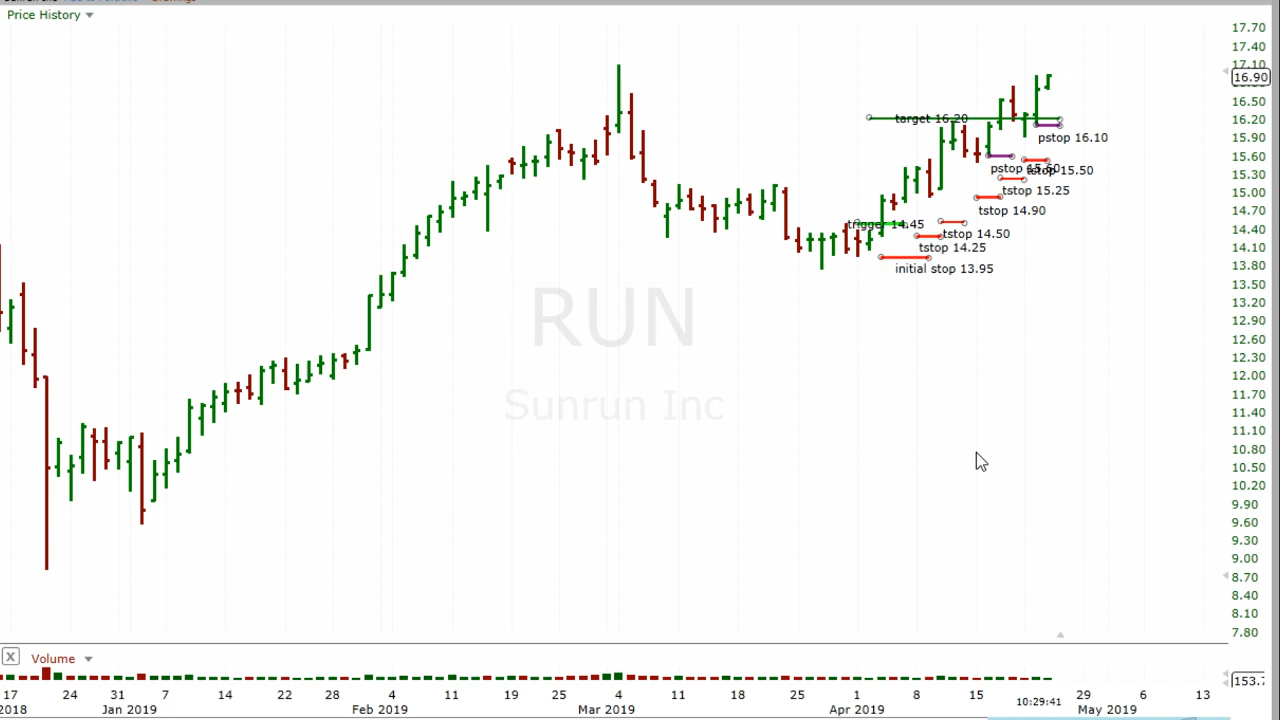 Price History
17.70
17.40
17.10
16.90
16.50
target 16.20
16.20
pstop 16.10
15.90
15.60
pstop 15.60
tstop 15.50
15.30
tstop 15.25
15.00
tstop 14.90
14.70
trigger 14.45
tstop 14.50
14.40
tstop 14.25
14.10
initial stop 13.95
13.80
13.50
RUN
13.20
12.90
12.60
12.30
12.00
Sunrun Inc
11.70
11.40
11.10
10.80
10.50
10.20
9.90
9.60
9.30
9.00
8.70
8.40
8.10
7.80
X Volume
153.
17 24 31 7 14 22 28 4 11 19 25 4 11 18 25 1 8 15 10:29:41 29 6 13
2018 Jan 2019 Feb 2019 Mar 2019 Apr 2019 May 2019